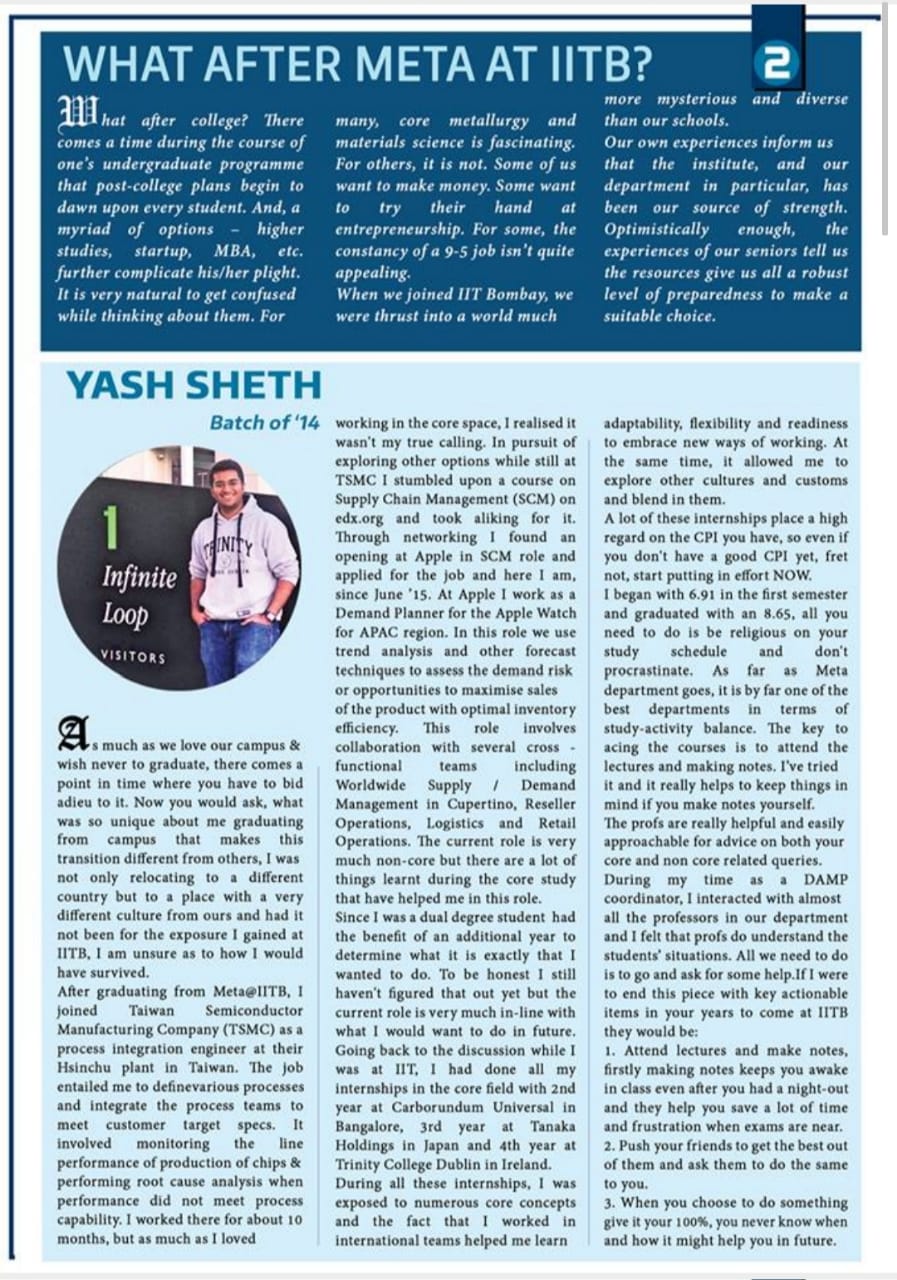 WHAT AFTER META AT IITB?
2
What after college? There
comes a time during the course of
one's undergraduate programme
that post-college plans begin to
dawn upon every student. And, a
myriad of options – higher
studies, startup, MBA, etc.
further complicate his/her plight.
It is very natural to get confused
while thinking about them. For
many, core metallurgy and
materials science is fascinating.
For others, it is not. Some of us
want to make money. Some want
to try their hand at
entrepreneurship. For some, the
constancy of a 9-5 job isn't quite
appealing.
When we joined IIT Bombay, we
were thrust into a world much
more mysterious and diverse
than our schools.
Our own experiences inform us
that the institute, and our
department in particular, has
been our source of strength.
Optimistically enough, the
experiences of our seniors tell us
the resources give us all a robust
level of preparedness to make a
suitable choice.
YASH SHETH
Batch of '14
1
Infinite
Loop
VISITORS
TRINITY
As much as we love our campus &
wish never to graduate, there comes a
point in time where you have to bid
adieu to it. Now you would ask, what
was so unique about me graduating
from campus that makes this
transition different from others, I was
not only relocating to a different
country but to a place with a very
different culture from ours and had it
not been for the exposure I gained at
IITB, I am unsure as to how I would
have survived.
After graduating from Meta@IITB, I
joined Taiwan Semiconductor
Manufacturing Company (TSMC) as a
process integration engineer at their
Hsinchu plant in Taiwan. The job
entailed me to definevarious processes
and integrate the process teams to
meet customer target specs. It
involved monitoring the line
performance of production of chips &
performing root cause analysis when
performance did not meet process
capability. I worked there for about 10
months, but as much as I loved
working in the core space, I realised it
wasn't my true calling. In pursuit of
exploring other options while still at
TSMC I stumbled upon a course on
Supply Chain Management (SCM) on
edx.org and took aliking for it.
Through networking I found an
opening at Apple in SCM role and
applied for the job and here I am,
since June '15. At Apple I work as a
Demand Planner for the Apple Watch
for APAC region. In this role we use
trend analysis and other forecast
techniques to assess the demand risk
or opportunities to maximise sales
of the product with optimal inventory
efficiency. This role involves
collaboration with several cross -
functional teams including
Worldwide Supply / Demand
Management in Cupertino, Reseller
Operations, Logistics and Retail
Operations. The current role is very
much non-core but there are a lot of
things learnt during the core study
that have helped me in this role.
Since I was a dual degree student had
the benefit of an additional year to
determine what it is exactly that I
wanted to do. To be honest I still
haven't figured that out yet but the
current role is very much in-line with
what I would want to do in future.
Going back to the discussion while I
was at IIT, I had done all my
internships in the core field with 2nd
year at Carborundum Universal in
Bangalore, 3rd year at Tanaka
Holdings in Japan and 4th year at
Trinity College Dublin in Ireland.
During all these internships, I was
exposed to numerous core concepts
and the fact that I worked in
international teams helped me learn
adaptability, flexibility and readiness
to embrace new ways of working. At
the same time, it allowed me to
explore other cultures and customs
and blend in them.
A lot of these internships place a high
regard on the CPI you have, so even if
you don't have a good CPI yet, fret
not, start putting in effort NOW.
I began with 6.91 in the first semester
and graduated with an 8.65, all you
need to do is be religious on your
study schedule and don't
procrastinate. As far as Meta
department goes, it is by far one of the
best departments in terms of
study-activity balance. The key to
acing the courses is to attend the
lectures and making notes. I've tried
it and it really helps to keep things in
mind if you make notes yourself.
The profs are really helpful and easily
approachable for advice on both your
core and non core related queries.
During my time as a DAMP
coordinator, I interacted with almost
all the professors in our department
and I felt that profs do understand the
students' situations. All we need to do
is to go and ask for some help.If I were
to end this piece with key actionable
items in your years to come at IITB
they would be:
1. Attend lectures and make notes,
firstly making notes keeps you awake
in class even after you had a night-out
and they help you save a lot of time
and frustration when exams are near.
2. Push your friends to get the best out
of them and ask them to do the same
to you.
3. When you choose to do something
give it your 100%, you never know when
and how it might help you in future.